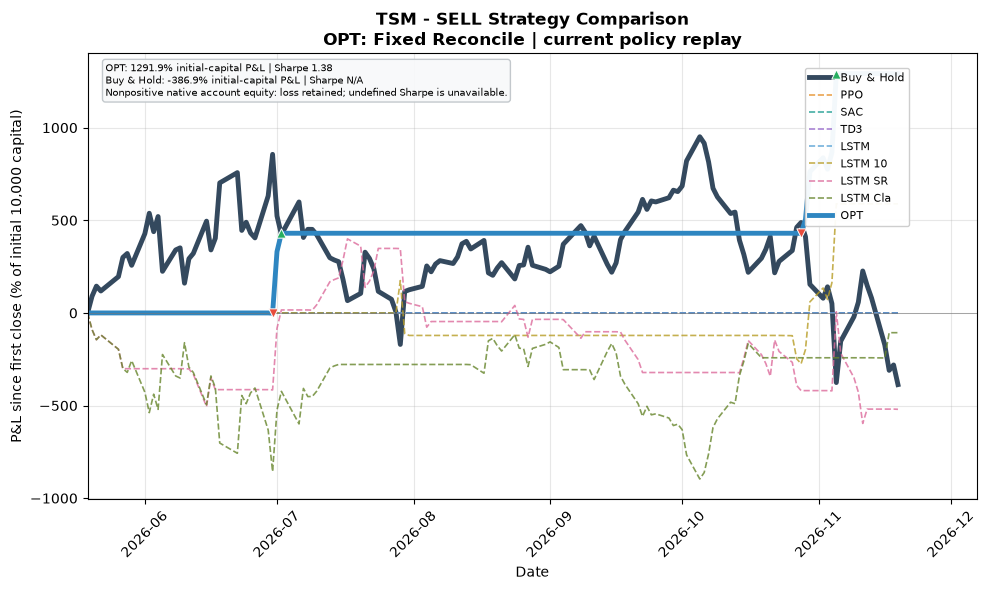 TSM - SELL Strategy Comparison
OPT: Fixed Reconcile | current policy replay
OPT: 1291.9% initial-capital P&L | Sharpe 1.38
Buy & Hold: -386.9% initial-capital P&L | Sharpe N/A
Nonpositive native account equity: loss retained; undefined Sharpe is unavailable.
Buy & Hold
PPO
SAC
TD3
LSTM
LSTM 10
LSTM SR
LSTM Cla
OPT
P&L since first close (% of initial 10,000 capital)
1000
500
0
−500
−1000
2026-06
2026-07
2026-08
2026-09
2026-10
2026-11
2026-12
Date